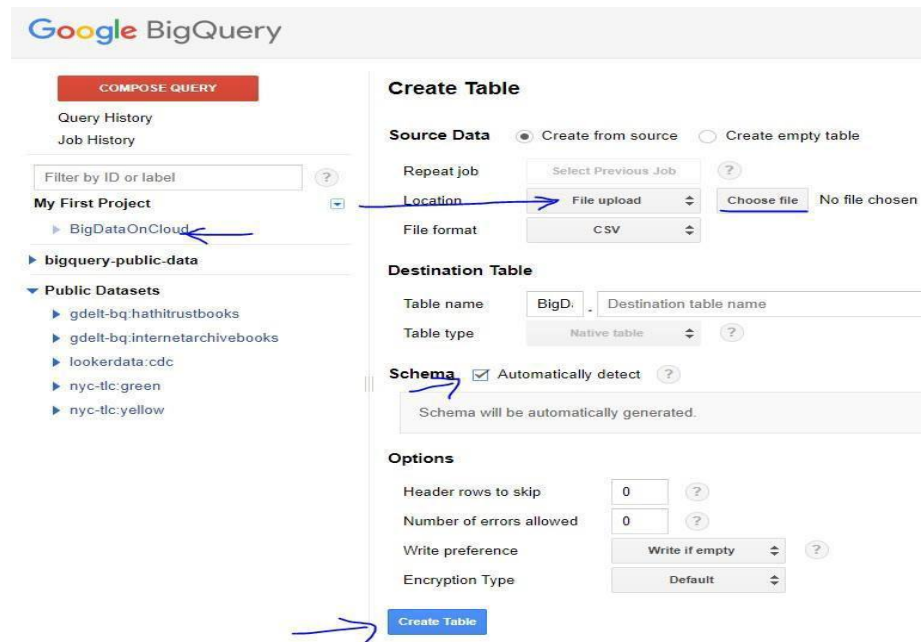 Google BigQuery
COMPOSE QUERY
Query History
Job History
Filter by ID or label ?
My First Project
BigDataOnCloud
bigquery-public-data
Public Datasets
gdelt-bq:hathitrustbooks
gdelt-bq:internetarchivebooks
lookerdata:cdc
nyc-tlc:green
nyc-tlc:yellow
Create Table
Source Data Create from source Create empty table
Repeat job Select Previous Job ?
Location File upload Choose file No file chosen
File format CSV
Destination Table
Table name BigD . Destination table name
Table type Native table ?
Schema Automatically detect ?
Schema will be automatically generated.
Options
Header rows to skip 0 ?
Number of errors allowed 0 ?
Write preference Write if empty ?
Encryption Type Default
Create Table